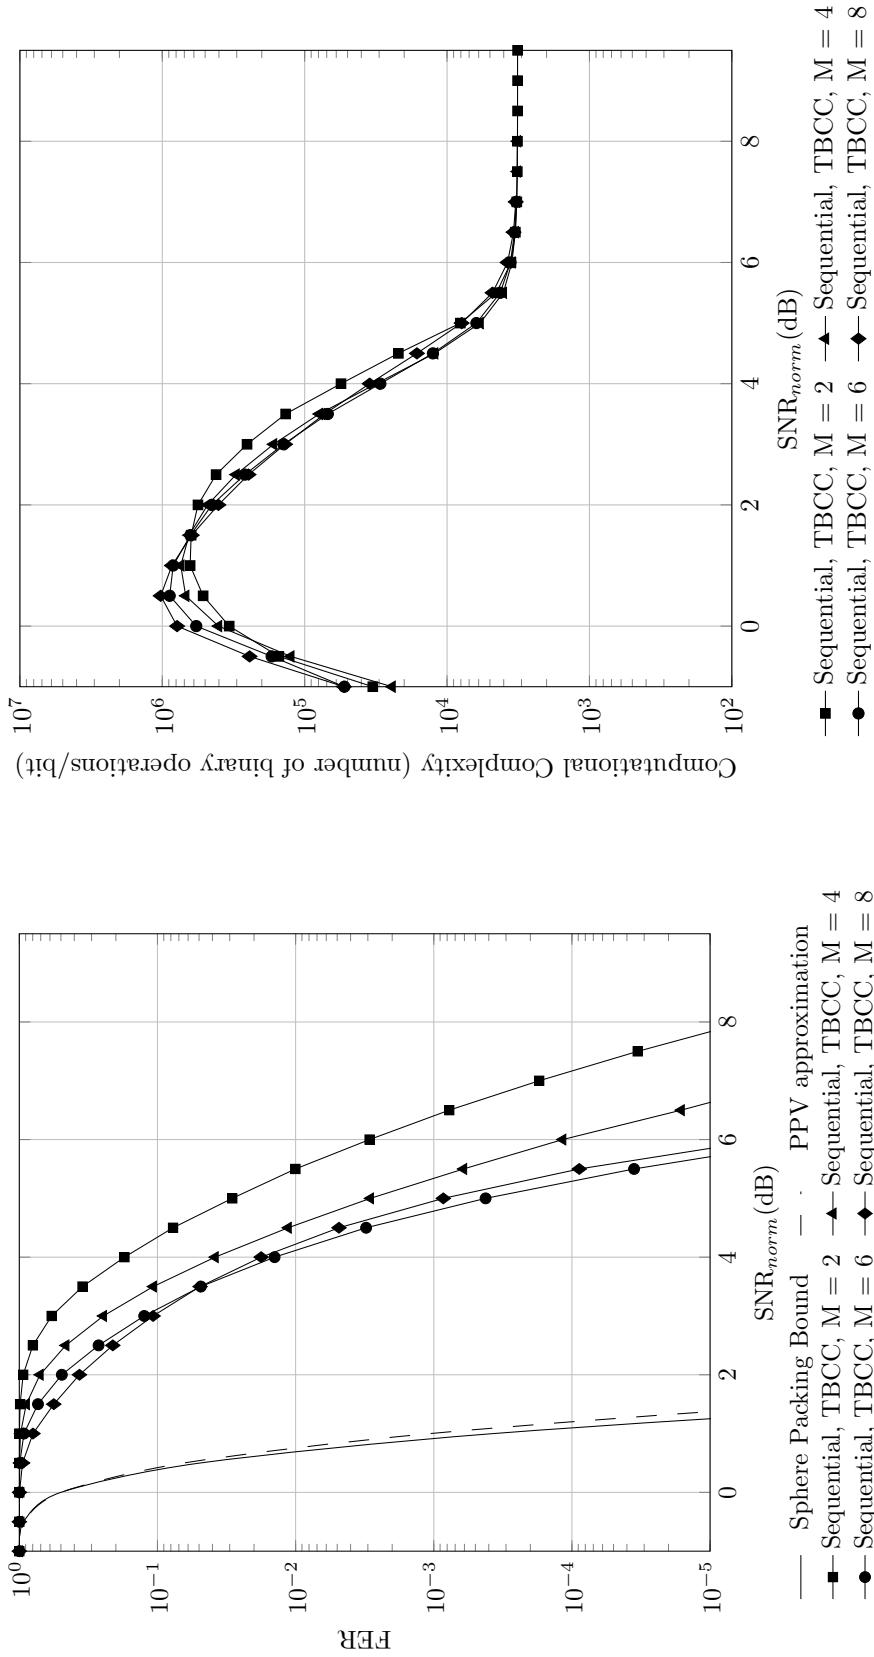 10^7
10^6
10^5
10^4
10^3
10^2
0
2
4
6
8
SNR_norm(dB)
Computational Complexity (number of binary operations/bit)
Sequential, TBCC, M = 2
Sequential, TBCC, M = 4
Sequential, TBCC, M = 6
Sequential, TBCC, M = 8
10^0
10^-1
10^-2
10^-3
10^-4
10^-5
0
2
4
6
8
SNR_norm(dB)
FER
Sphere Packing Bound
PPV approximation
Sequential, TBCC, M = 2
Sequential, TBCC, M = 4
Sequential, TBCC, M = 6
Sequential, TBCC, M = 8